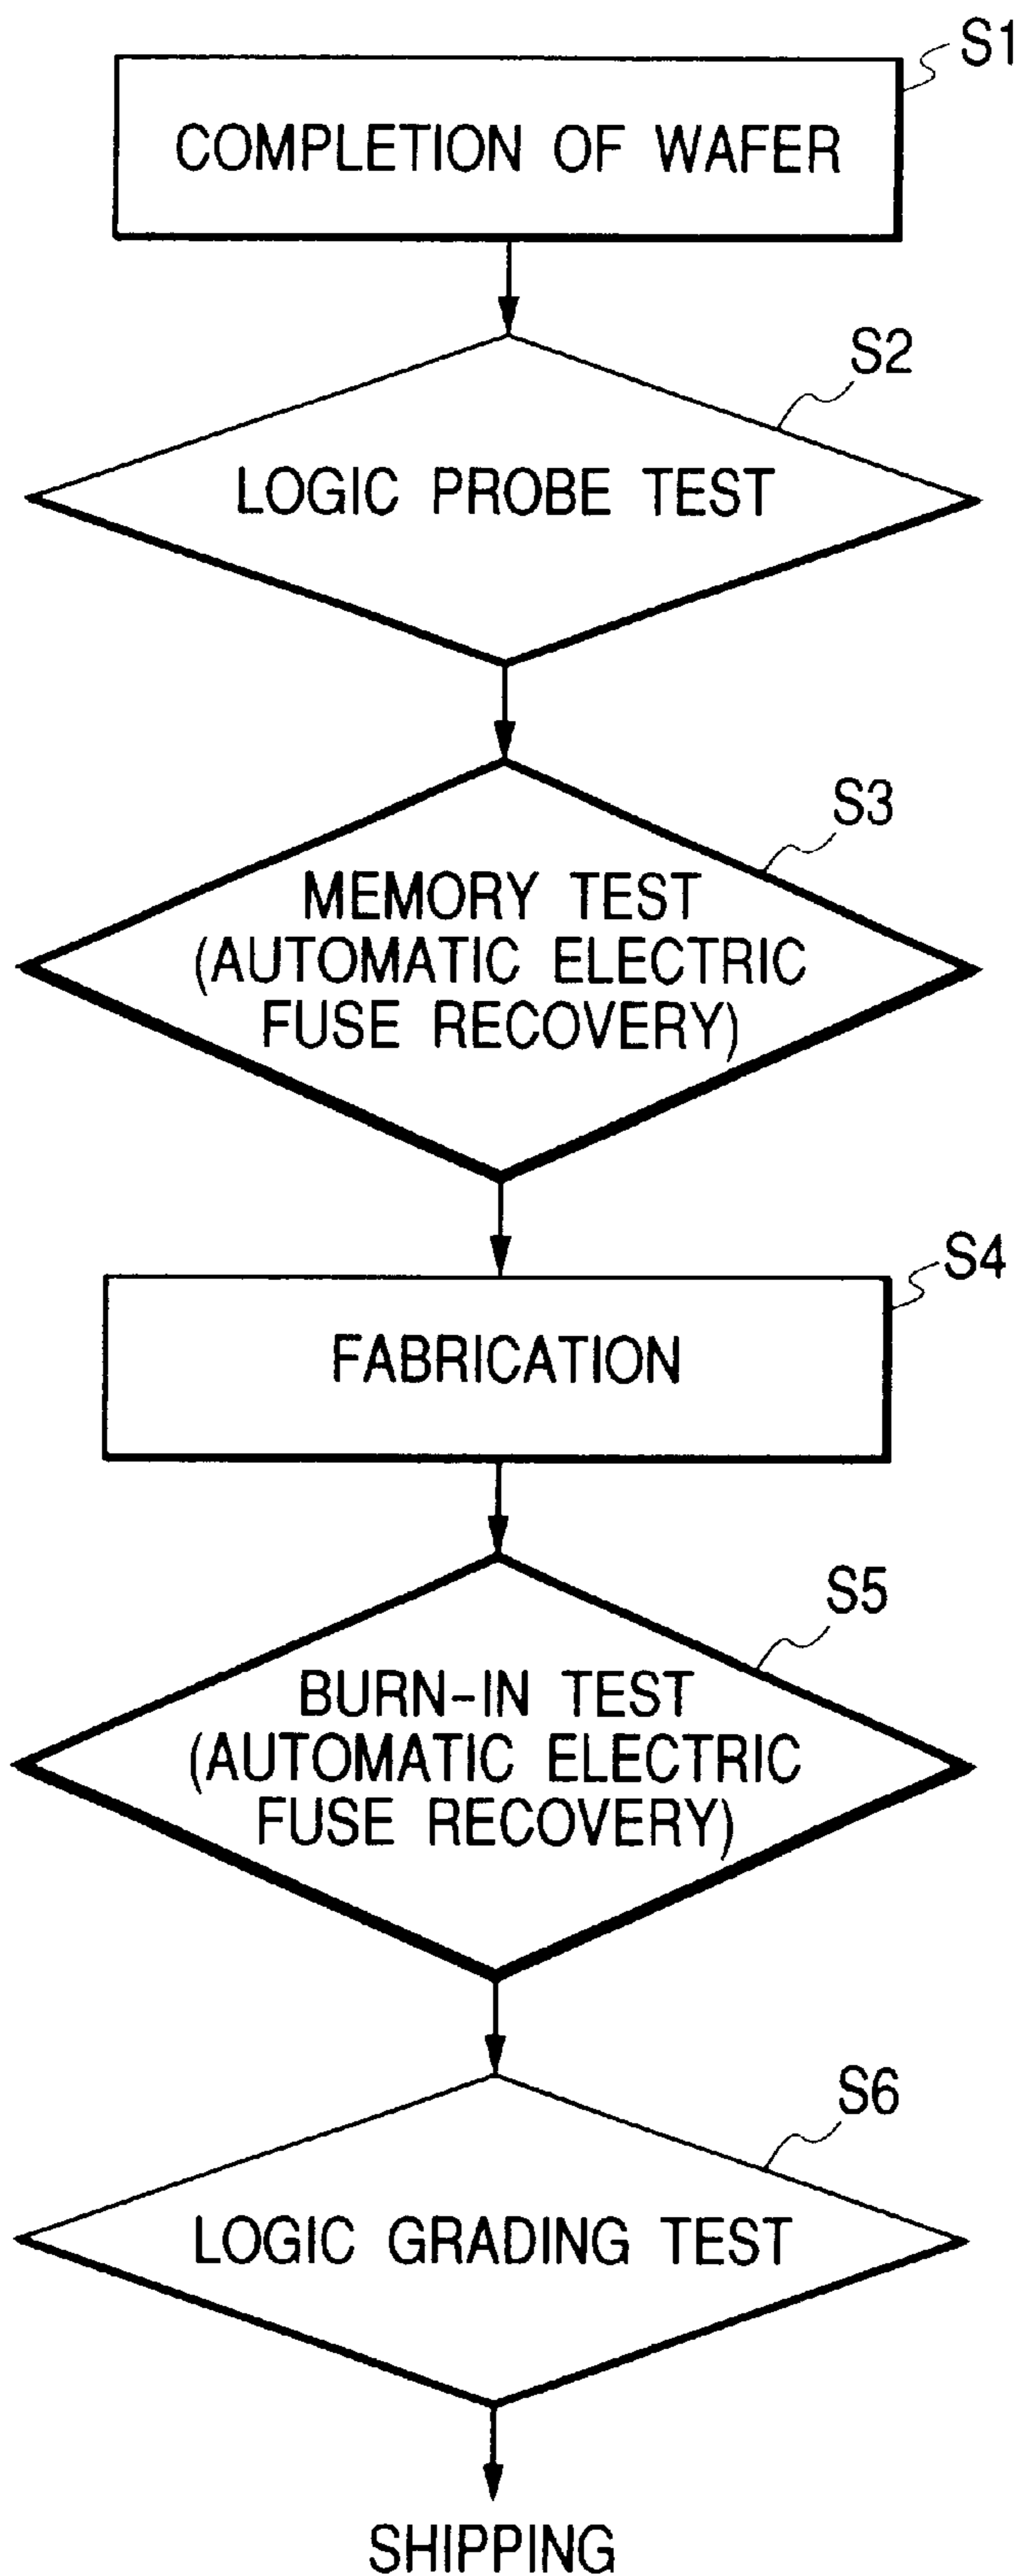 S1
COMPLETION OF WAFER
S2
LOGIC PROBE TEST
S3
MEMORY TEST
(AUTOMATIC ELECTRIC
FUSE RECOVERY)
S4
FABRICATION
S5
BURN-IN TEST
(AUTOMATIC ELECTRIC
FUSE RECOVERY)
S6
LOGIC GRADING TEST
SHIPPING